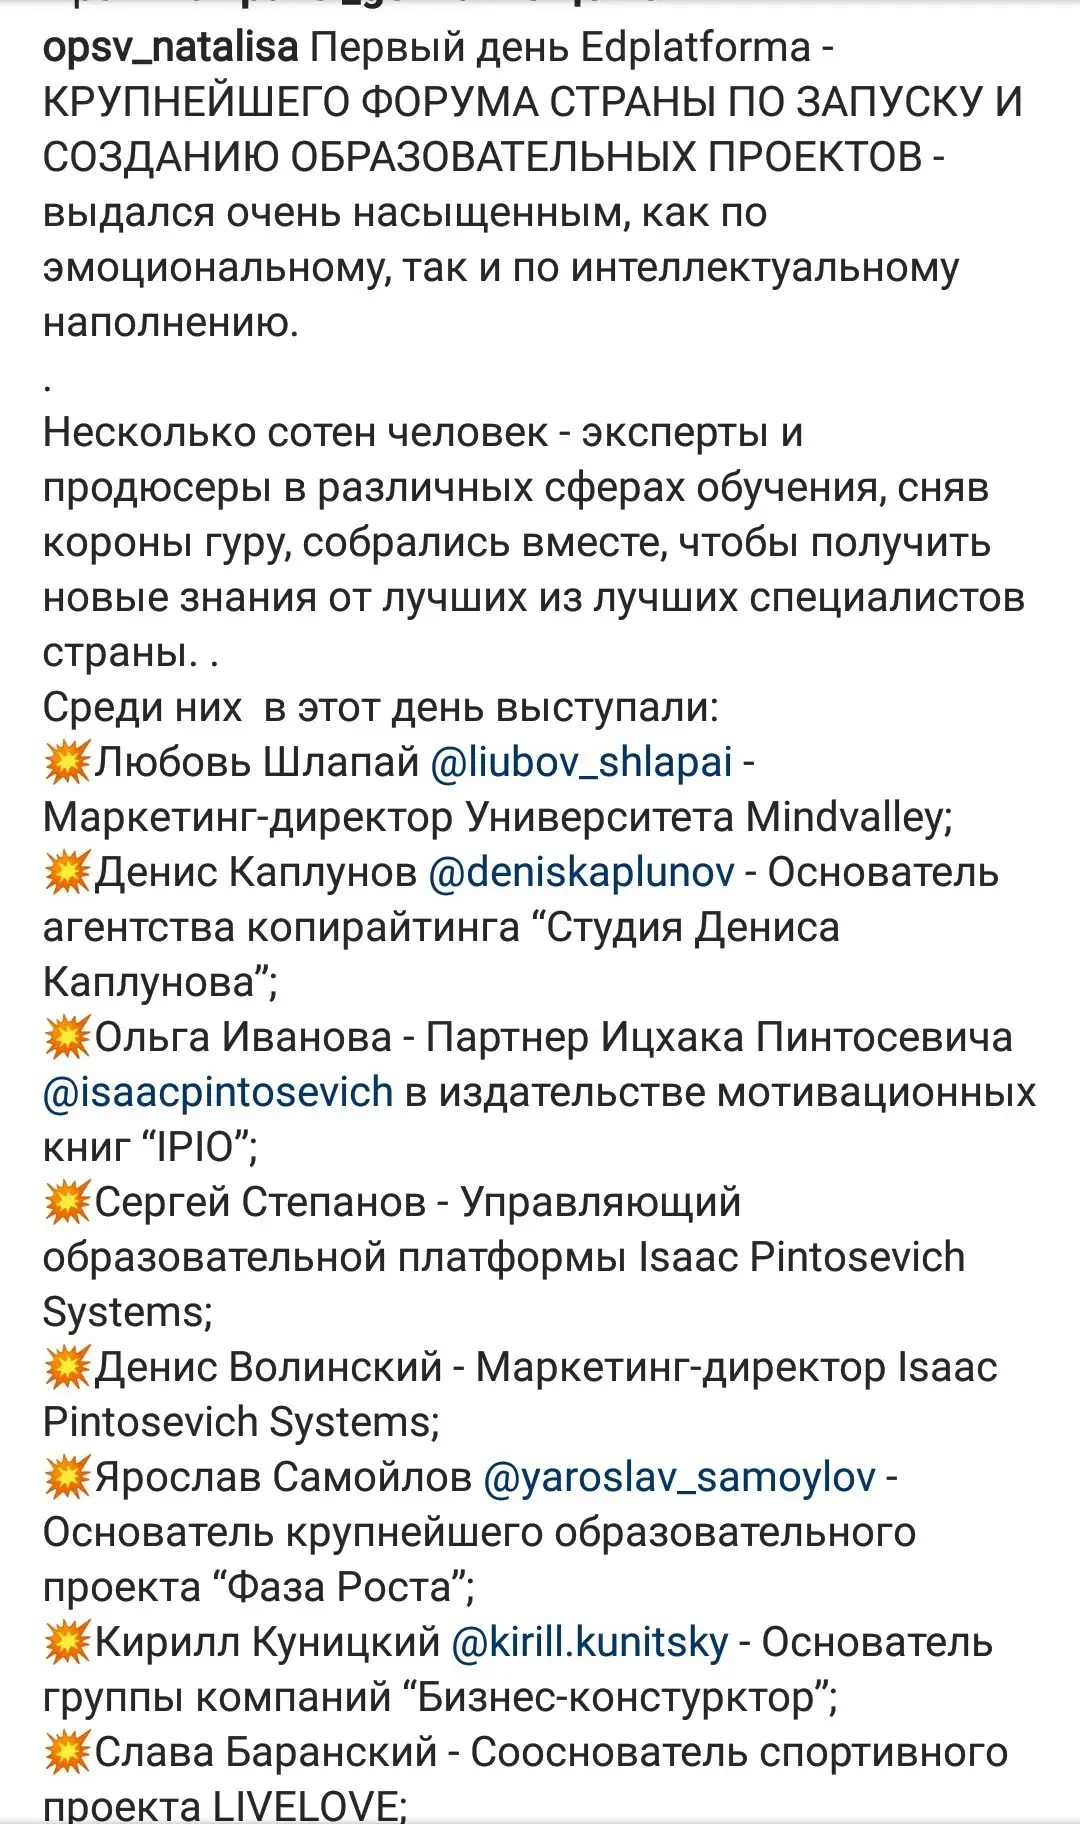 opsv_natalisa Первый день Edplatforma -
КРУПНЕЙШЕГО ФОРУМА СТРАНЫ ПО ЗАПУСКУ И
СОЗДАНИЮ ОБРАЗОВАТЕЛЬНЫХ ПРОЕКТОВ -
выдался очень насыщенным, как по
эмоциональному, так и по интеллектуальному
наполнению.
.
Несколько сотен человек - эксперты и
продюсеры в различных сферах обучения, сняв
короны гуру, собрались вместе, чтобы получить
новые знания от лучших из лучших специалистов
страны. .
Среди них  в этот день выступали:
💥Любовь Шлапай @liubov_shlapai -
Маркетинг-директор Университета Mindvalley;
💥Денис Каплунов @deniskaplunov - Основатель
агентства копирайтинга “Студия Дениса
Каплунова”;
💥Ольга Иванова - Партнер Ицхака Пинтосевича
@isaacpintosevich в издательстве мотивационных
книг “IPIO”;
💥Сергей Степанов - Управляющий
образовательной платформы Isaac Pintosevich
Systems;
💥Денис Волинский - Маркетинг-директор Isaac
Pintosevich Systems;
💥Ярослав Самойлов @yaroslav_samoylov -
Основатель крупнейшего образовательного
проекта “Фаза Роста”;
💥Кирилл Куницкий @kirill.kunitsky - Основатель
группы компаний “Бизнес-констурктор”;
💥Слава Баранский - Сооснователь спортивного
проекта LIVELOVE;